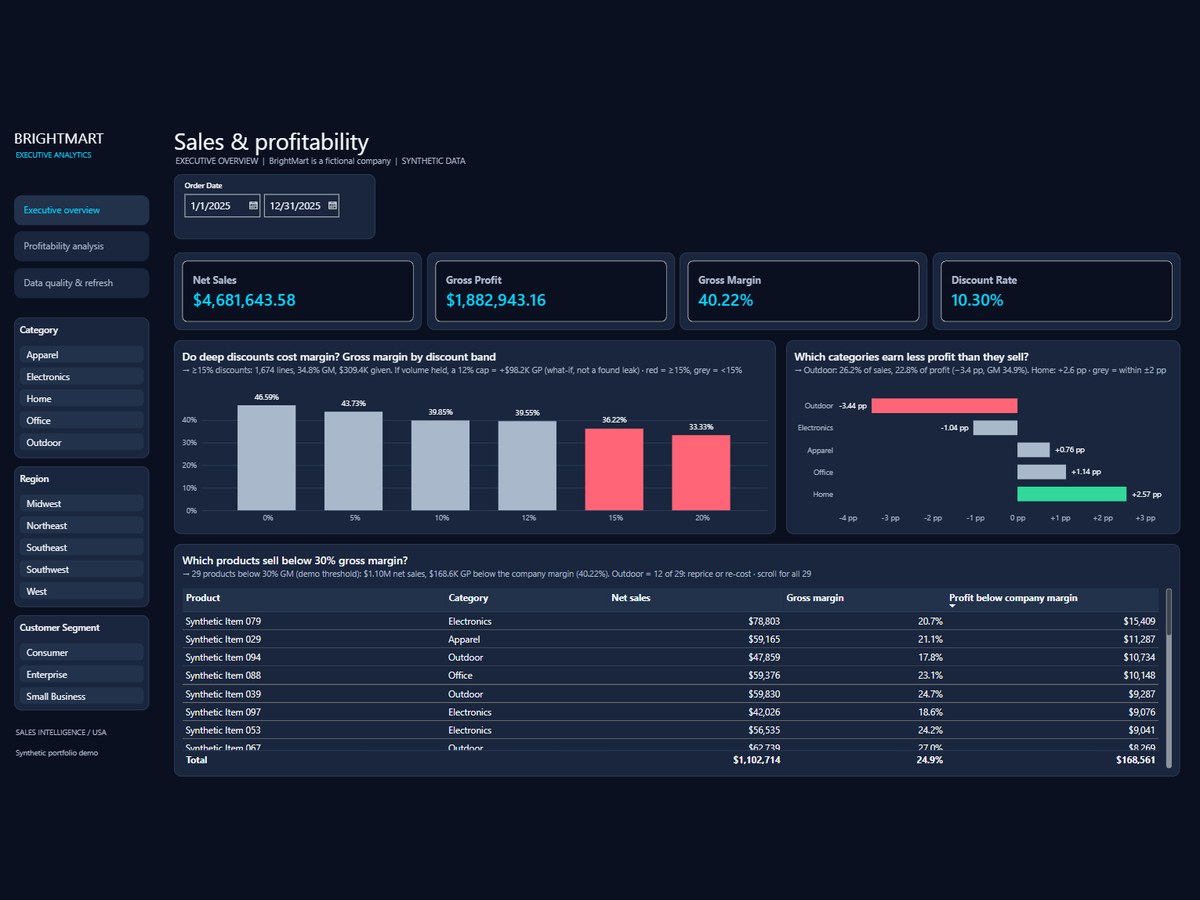 BRIGHTMART
EXECUTIVE ANALYTICS
Executive overview
Profitability analysis
Data quality & refresh
Category
Apparel
Electronics
Home
Office
Outdoor
Region
Midwest
Northeast
Southeast
Southwest
West
Customer Segment
Consumer
Enterprise
Small Business
SALES INTELLIGENCE / USA
Synthetic portfolio demo
Sales & profitability
EXECUTIVE OVERVIEW | BrightMart is a fictional company | SYNTHETIC DATA
Order Date
1/1/2025 12/31/2025
Net Sales
$4,681,643.58
Gross Profit
$1,882,943.16
Gross Margin
40.22%
Discount Rate
10.30%
Do deep discounts cost margin? Gross margin by discount band
→ ≥15% discounts: 1,674 lines, 34.8% GM, $309.4K given. If volume held, a 12% cap = +$98.2K GP (what-if, not a found leak) · red = ≥15%, grey = <15%
46.59% 43.73% 39.85% 39.55% 36.22% 33.33%
40%
30%
20%
10%
0%
0% 5% 10% 12% 15% 20%
Which categories earn less profit than they sell?
→ Outdoor: 26.2% of sales, 22.8% of profit (−3.4 pp, GM 34.9%). Home: +2.6 pp · grey = within ±2 pp
Outdoor -3.44 pp
Electronics -1.04 pp
Apparel +0.76 pp
Office +1.14 pp
Home +2.57 pp
-4 pp -3 pp -2 pp -1 pp 0 pp +1 pp +2 pp +3 pp
Which products sell below 30% gross margin?
→ 29 products below 30% GM (demo threshold): $1.10M net sales, $168.6K GP below the company margin (40.22%). Outdoor = 12 of 29: reprice or re-cost · scroll for all 29
Product Category Net sales Gross margin Profit below company margin
Synthetic Item 079 Electronics $78,803 20.7% $15,409
Synthetic Item 029 Apparel $59,165 21.1% $11,287
Synthetic Item 094 Outdoor $47,859 17.8% $10,734
Synthetic Item 088 Office $59,376 23.1% $10,148
Synthetic Item 039 Outdoor $59,830 24.7% $9,287
Synthetic Item 097 Electronics $42,026 18.6% $9,076
Synthetic Item 053 Electronics $56,535 24.2% $9,041
Synthetic Item 067 Outdoor $62,739 27.0% $8,269
Total $1,102,714 24.9% $168,561